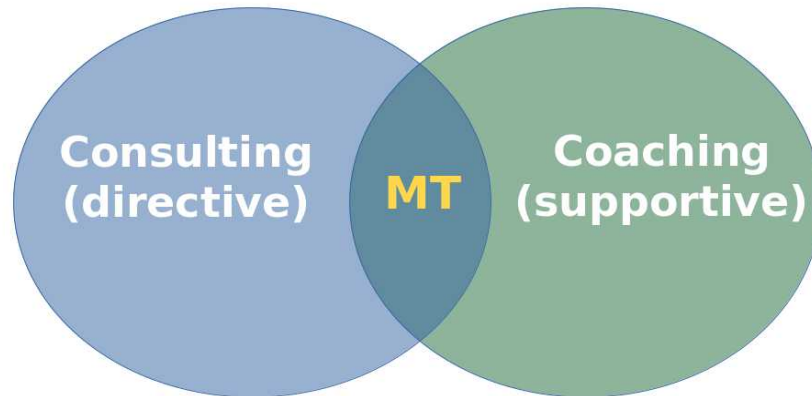 Consulting
(directive)
MT
Coaching
(supportive)